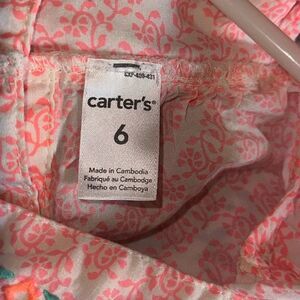 carter's®
6
Made in Cambodia
Fabriqué au Cambodge
Hecho en Camboya